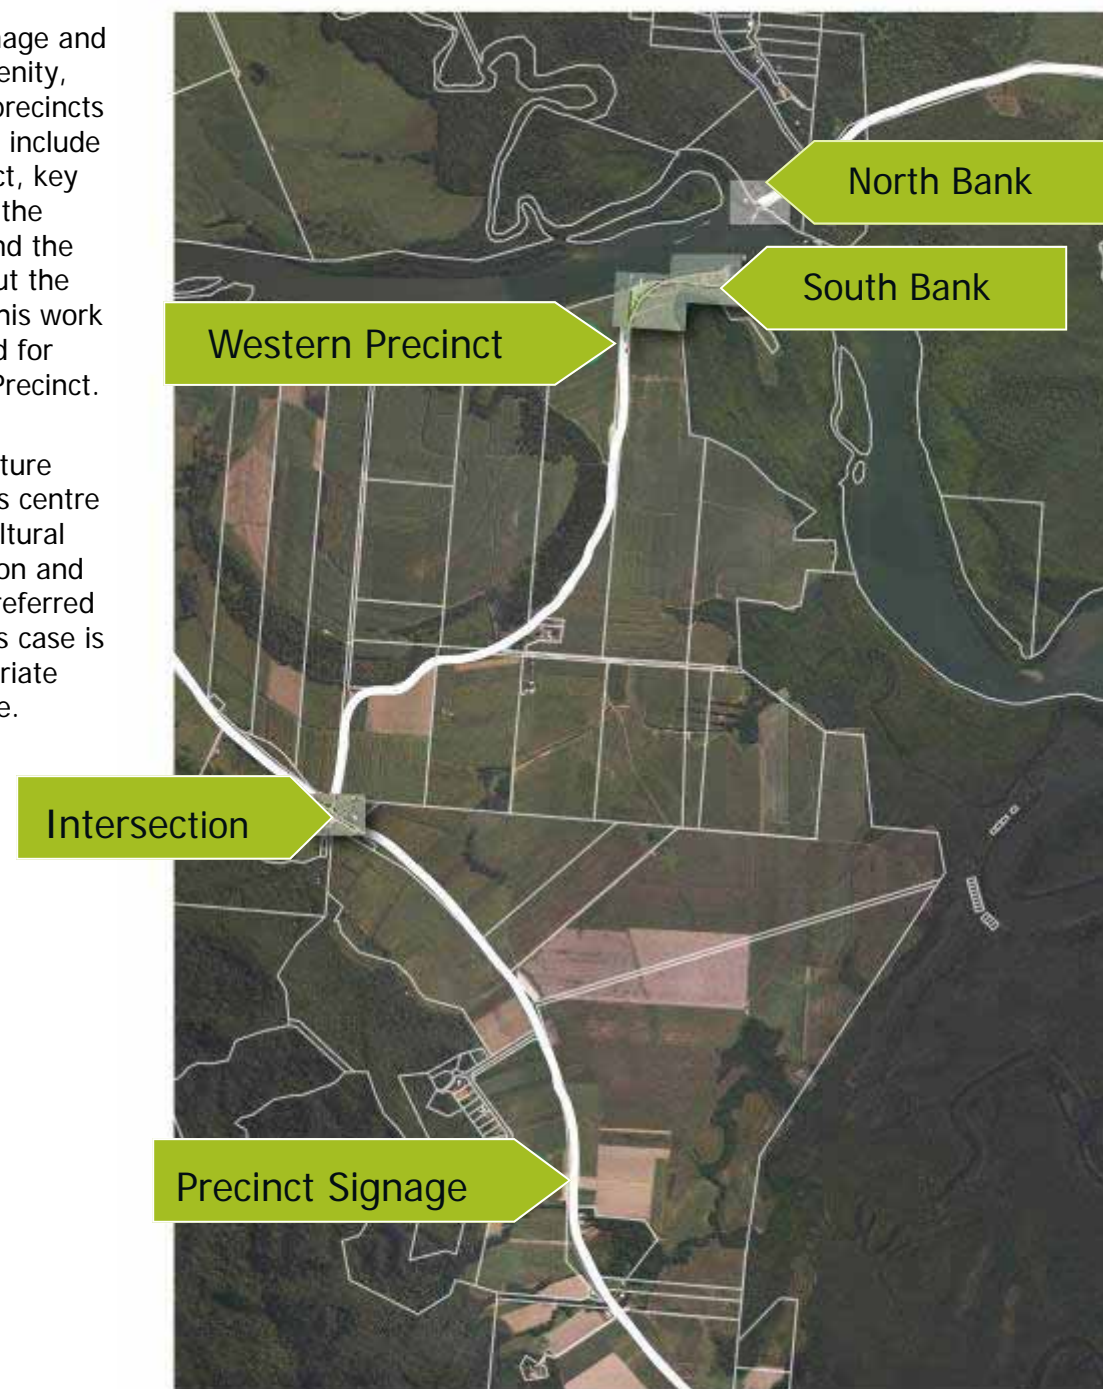 nage and
enity,
precincts
include
ct, key
the
nd the
ut the
his work
d for
Precinct.
ture
s centre
ltural
on and
referred
s case is
riate
e.
North Bank
South Bank
Western Precinct
Intersection
Precinct Signage